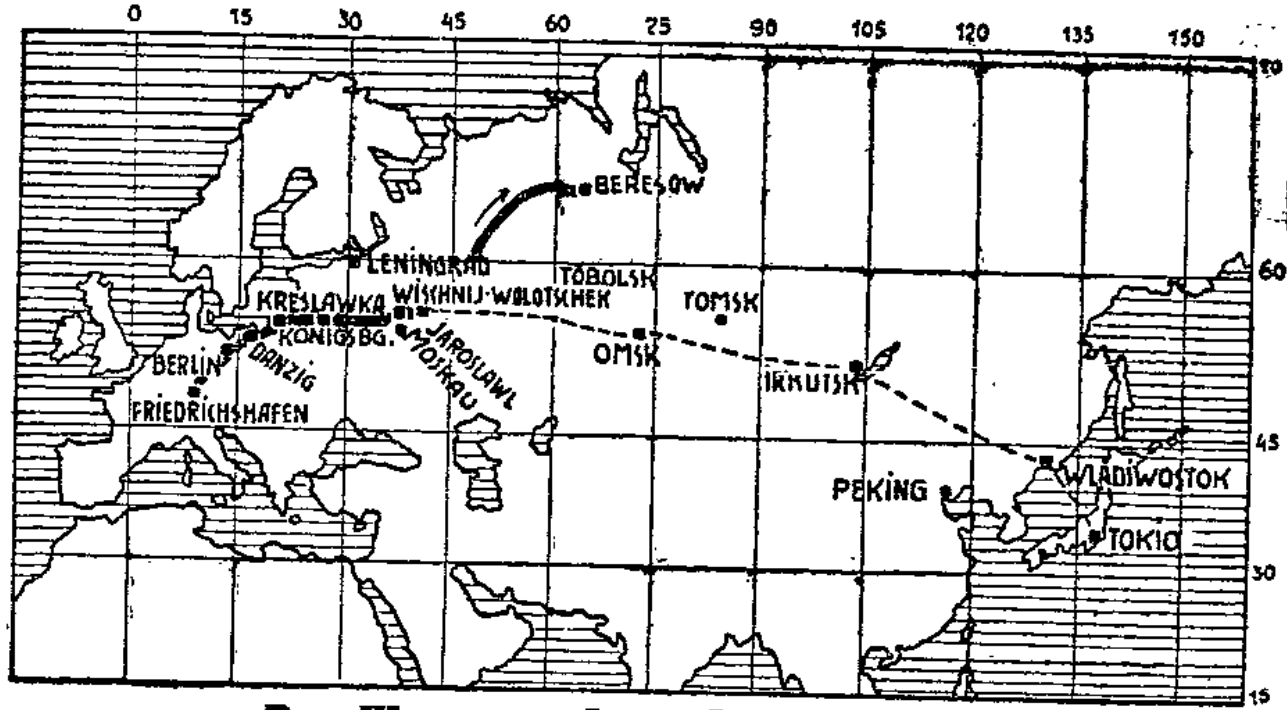 0 15 30 45 60 75 90 105 120 135 150
BERESOW
LENINGRAD
60
TOBOLSK
KRESLAWKA
WISCHNIJ-WOLOTSCHEK
TOMSK
KÖNIGSBG.
JAROSLAWL
MOSKAU
OMSK
BERLIN
DANZIG
IRKUTSK
FRIEDRICHSHAFEN
45
WLADIWOSTOK
PEKING
TOKIO
30
15